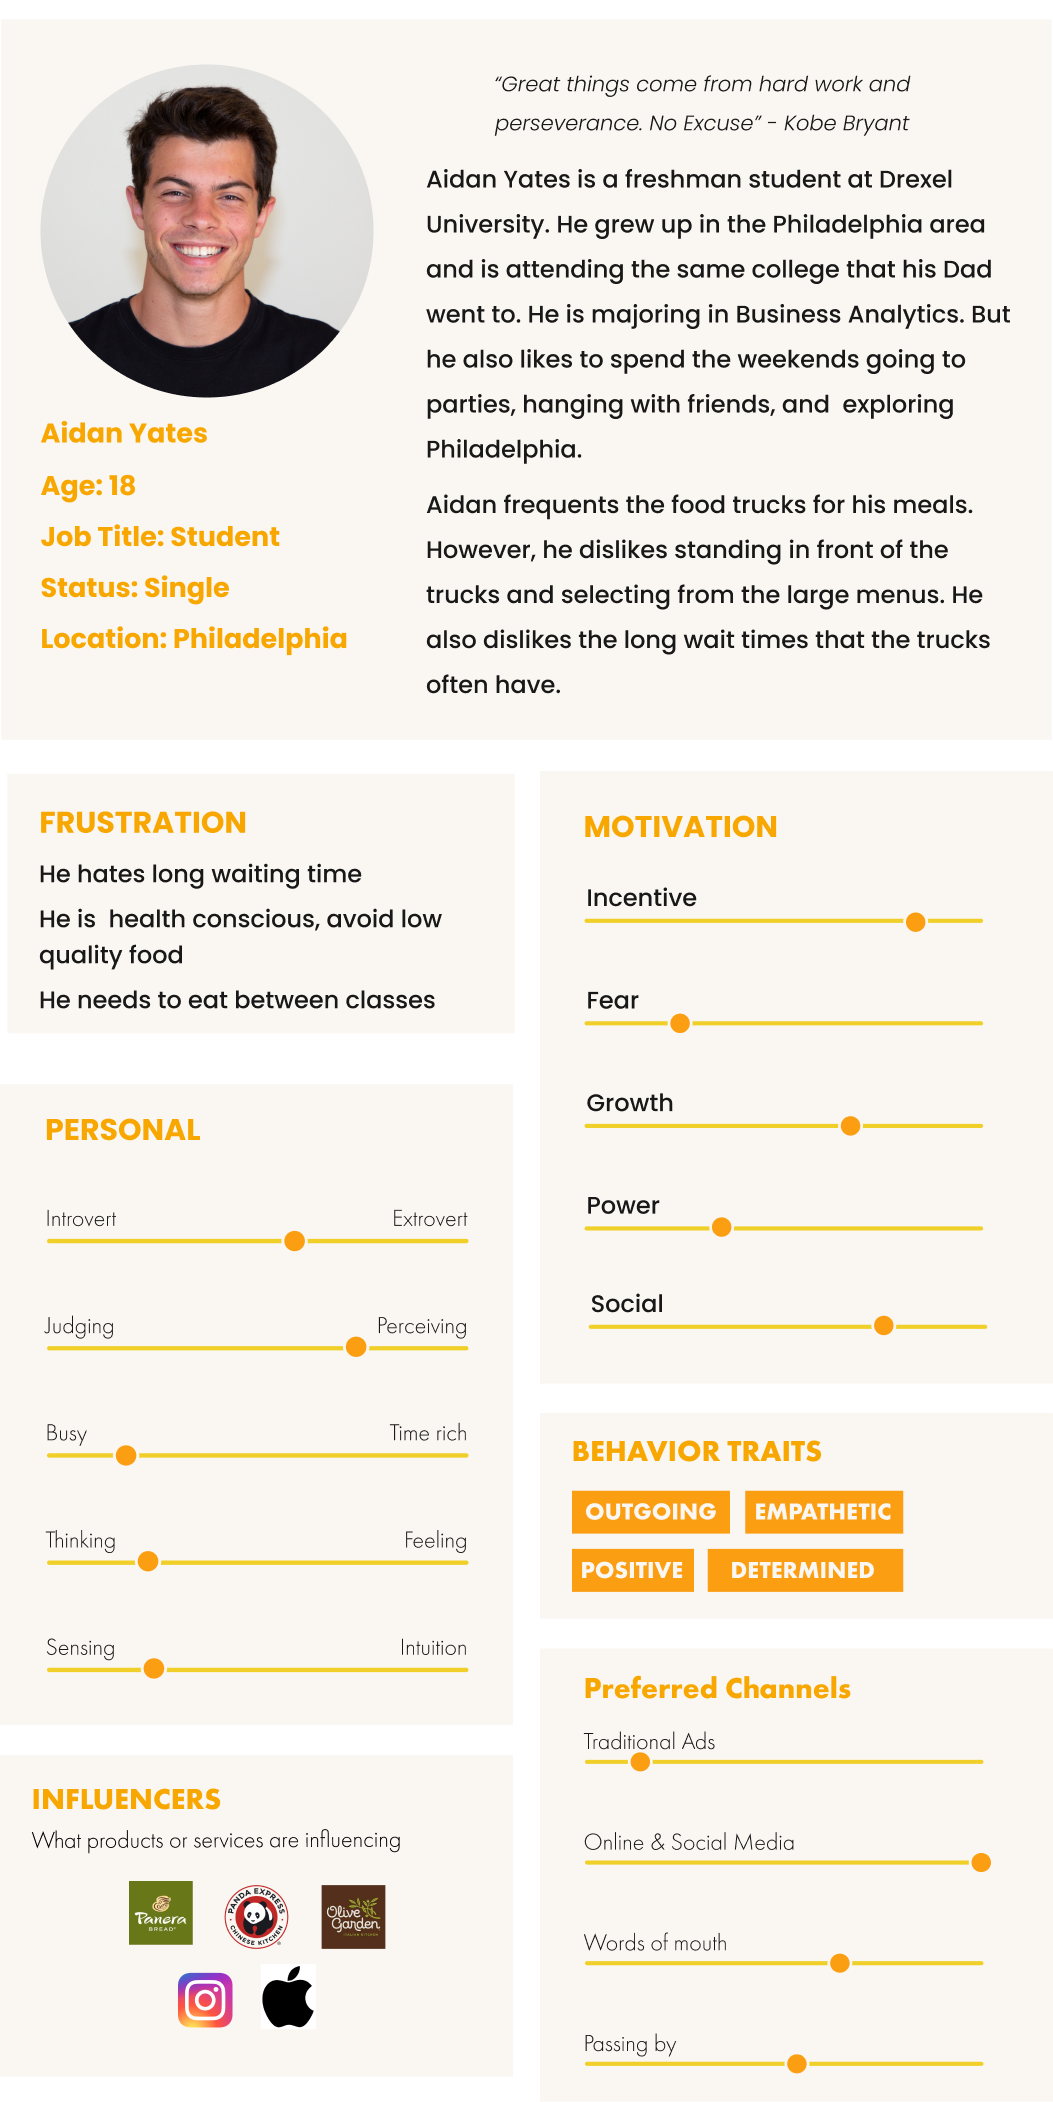 “Great things come from hard work and
perseverance. No Excuse” - Kobe Bryant
Aidan Yates is a freshman student at Drexel
University. He grew up in the Philadelphia area
and is attending the same college that his Dad
went to. He is majoring in Business Analytics. But
he also likes to spend the weekends going to
parties, hanging with friends, and  exploring
Philadelphia.
Aidan frequents the food trucks for his meals.
However, he dislikes standing in front of the
trucks and selecting from the large menus. He
also dislikes the long wait times that the trucks
often have.
Aidan Yates
Age: 18
Job Title: Student
Status: Single
Location: Philadelphia
FRUSTRATION
He hates long waiting time
He is  health conscious, avoid low
quality food
He needs to eat between classes
MOTIVATION
Incentive
Fear
Growth
Power
Social
PERSONAL
Introvert Extrovert
Judging Perceiving
Busy Time rich
Thinking Feeling
Sensing Intuition
BEHAVIOR TRAITS
OUTGOING EMPATHETIC
POSITIVE DETERMINED
Preferred Channels
Traditional Ads
Online & Social Media
Words of mouth
Passing by
INFLUENCERS
What products or services are influencing
Panera
BREAD
PANDA EXPRESS
CHINESE KITCHEN
Olive
Garden
ITALIAN KITCHEN